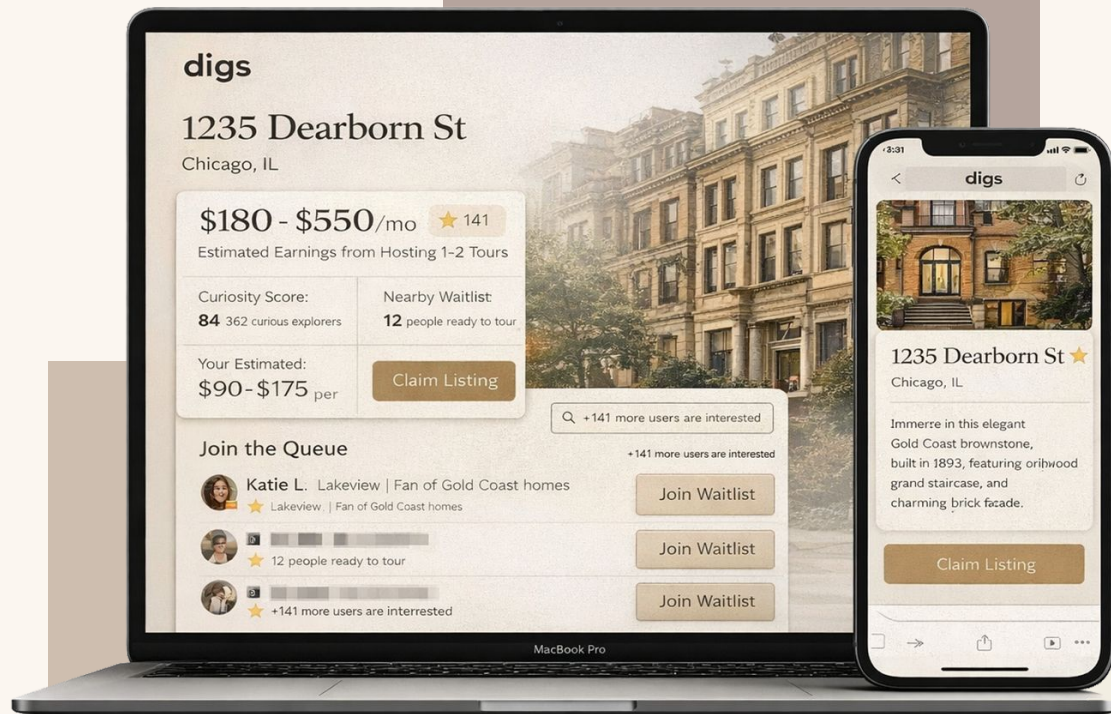 digs
1235 Dearborn St
Chicago, IL
$180 - $550/mo
141
Estimated Earnings from Hosting 1-2 Tours
Curiosity Score:
84 362 curious explorers
Nearby Waitlist:
12 people ready to tour
Your Estimated:
$90-$175 per
Claim Listing
+141 more users are interested
Join the Queue
+141 more users are interested
Katie L. Lakeview | Fan of Gold Coast homes
Lakeview | Fan of Gold Coast homes
Join Waitlist
12 people ready to tour
Join Waitlist
+141 more users are interrested
Join Waitlist
MacBook Pro
3:31
digs
1235 Dearborn St
Chicago, IL
Immerre in this elegant
Gold Coast brownstone,
built in 1893, featuring orihwood
grand staircase, and
charming brick facade.
Claim Listing